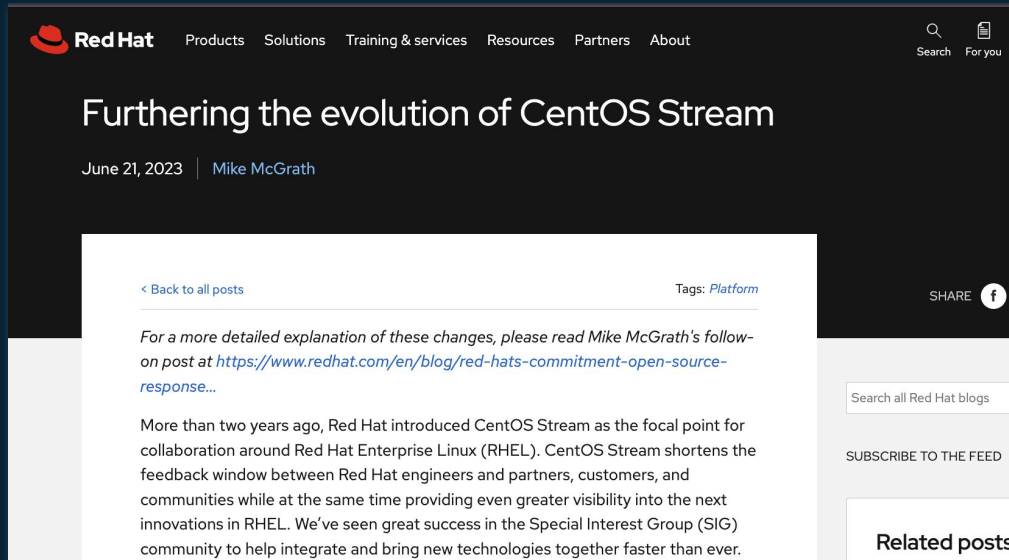 Red Hat Products Solutions Training & services Resources Partners About
Search For you
Furthering the evolution of CentOS Stream
June 21, 2023 Mike McGrath
< Back to all posts Tags: Platform
SHARE f
For a more detailed explanation of these changes, please read Mike McGrath's follow-
on post at https://www.redhat.com/en/blog/red-hats-commitment-open-source-
response...
More than two years ago, Red Hat introduced CentOS Stream as the focal point for
collaboration around Red Hat Enterprise Linux (RHEL). CentOS Stream shortens the
feedback window between Red Hat engineers and partners, customers, and
communities while at the same time providing even greater visibility into the next
innovations in RHEL. We’ve seen great success in the Special Interest Group (SIG)
community to help integrate and bring new technologies together faster than ever.
Search all Red Hat blogs
SUBSCRIBE TO THE FEED
Related posts